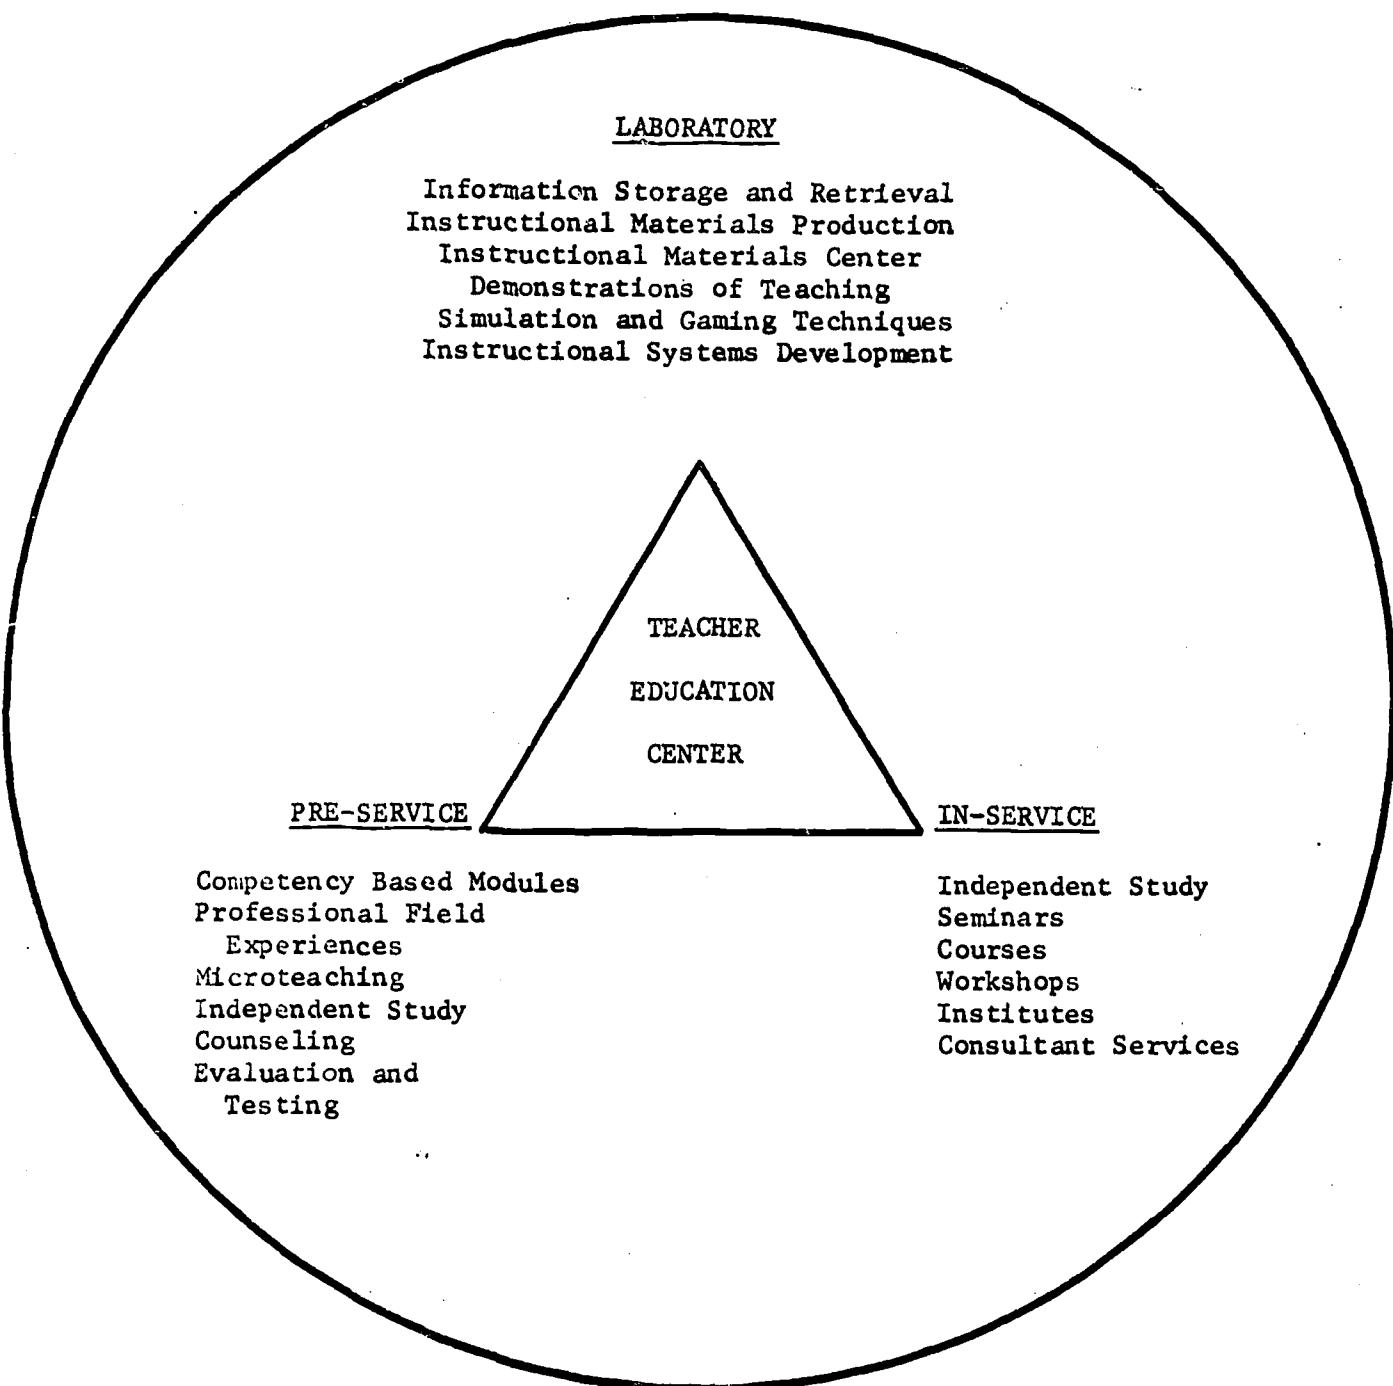 LABORATORY
Information Storage and Retrieval
Instructional Materials Production
Instructional Materials Center
Demonstrations of Teaching
Simulation and Gaming Techniques
Instructional Systems Development
TEACHER
EDUCATION
CENTER
PRE-SERVICE
Competency Based Modules
Professional Field
Experiences
Microteaching
Independent Study
Counseling
Evaluation and
Testing
IN-SERVICE
Independent Study
Seminars
Courses
Workshops
Institutes
Consultant Services